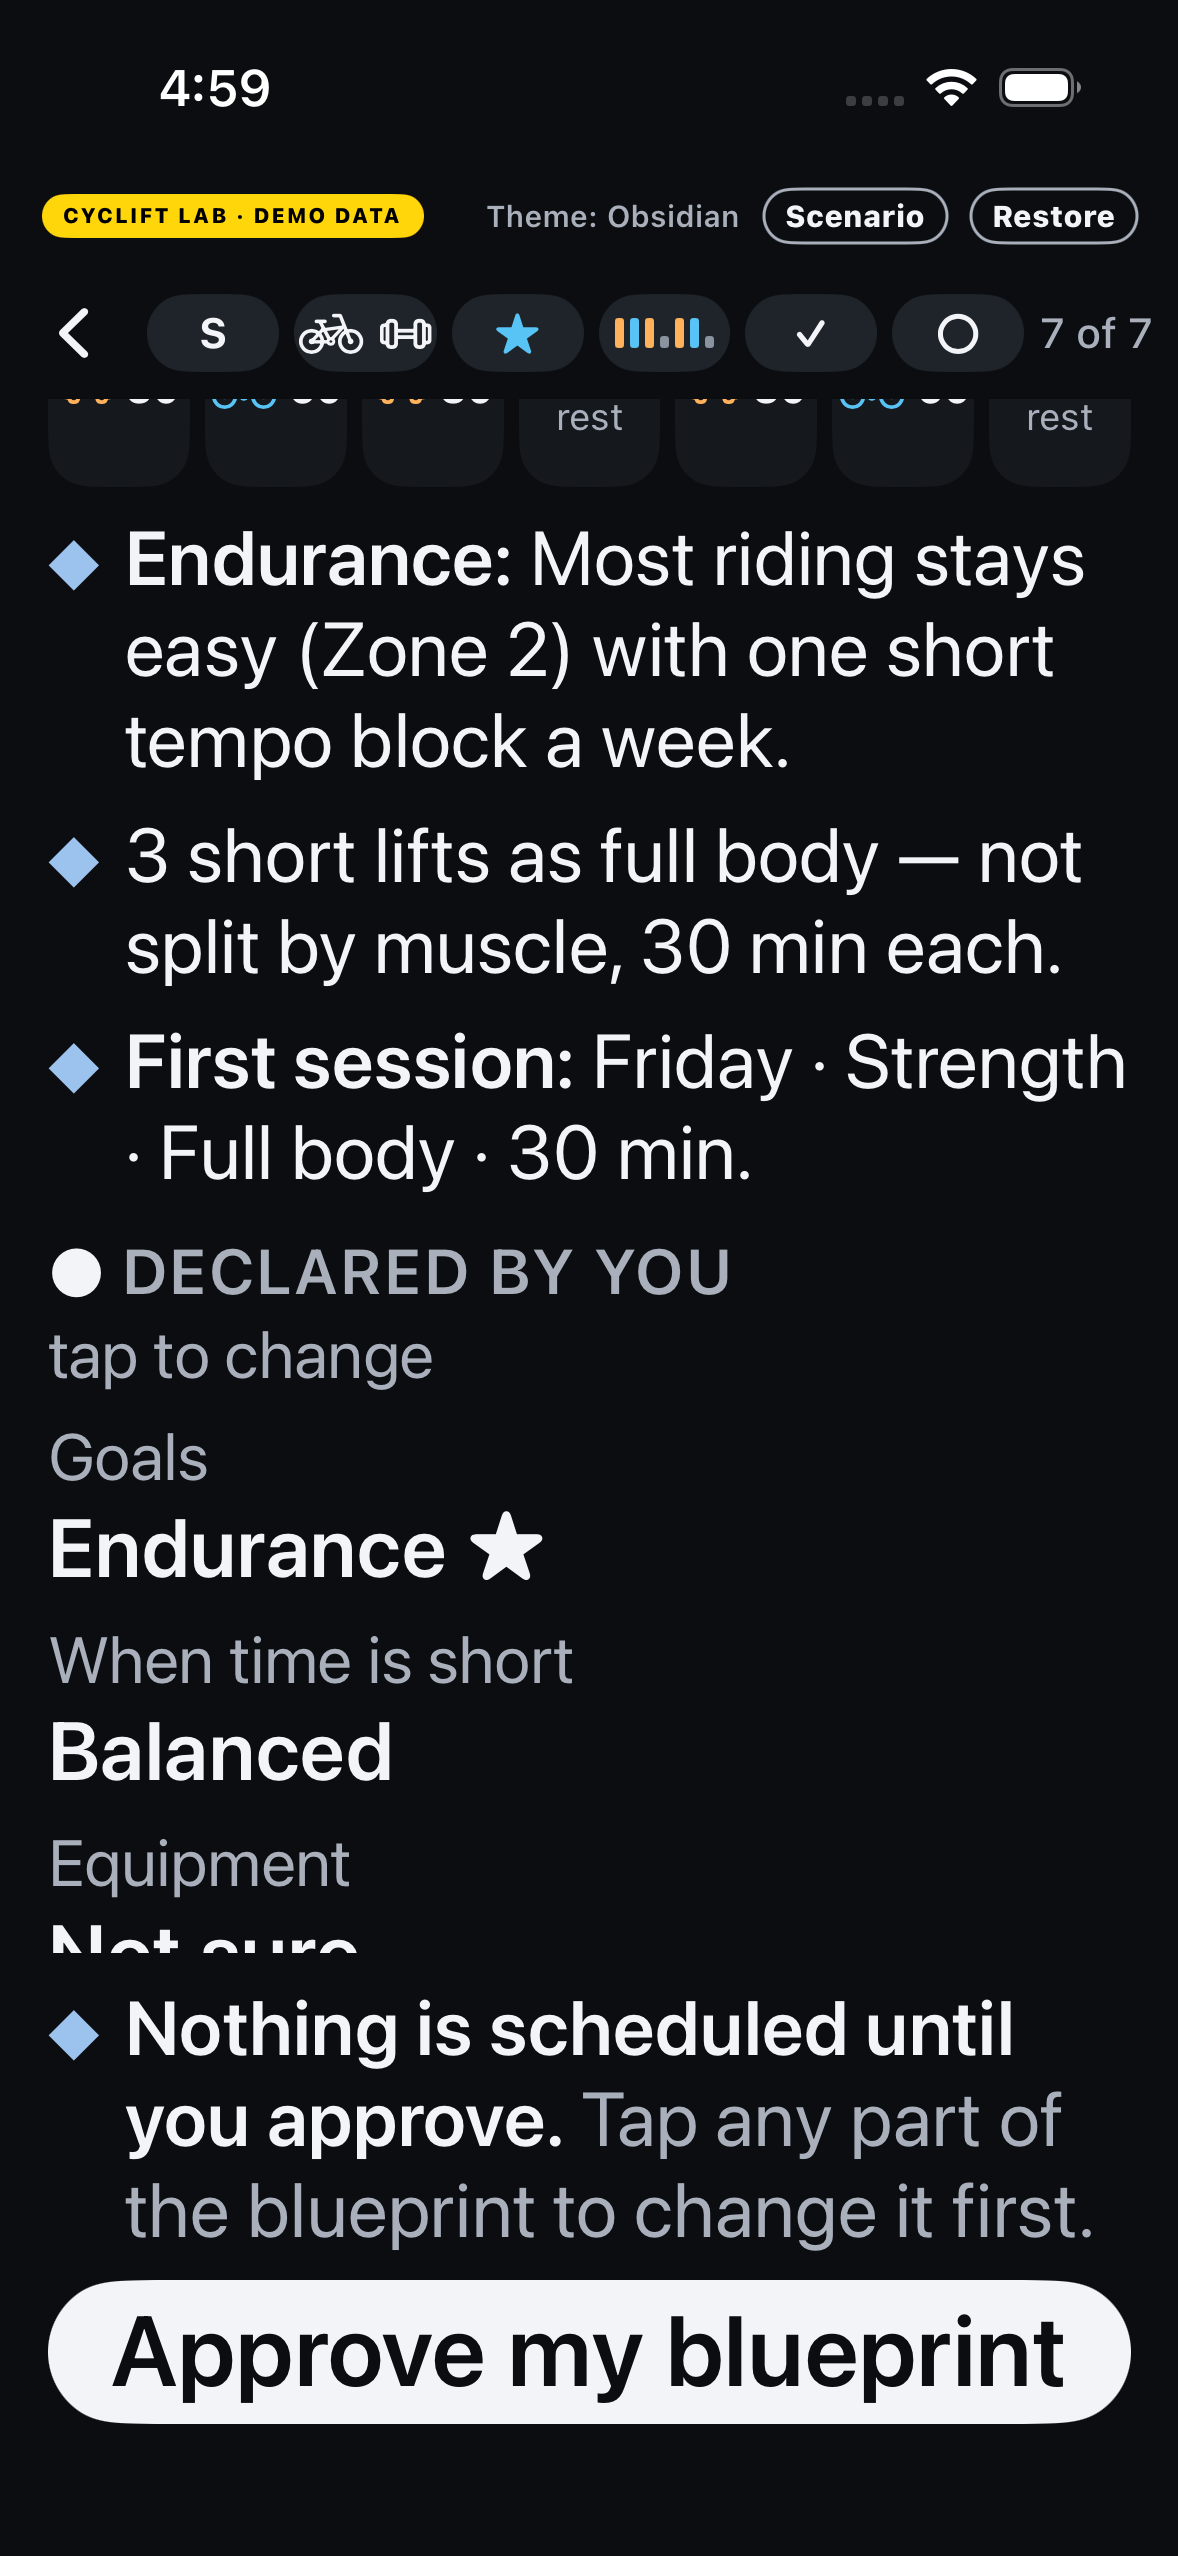 4:59
CYCLIFT LAB · DEMO DATA
Theme: Obsidian
Scenario
Restore
S
7 of 7
rest
rest
Endurance: Most riding stays
easy (Zone 2) with one short
tempo block a week.
3 short lifts as full body — not
split by muscle, 30 min each.
First session: Friday · Strength
· Full body · 30 min.
DECLARED BY YOU
tap to change
Goals
Endurance ★
When time is short
Balanced
Equipment
Not sure
Nothing is scheduled until
you approve. Tap any part of
the blueprint to change it first.
Approve my blueprint